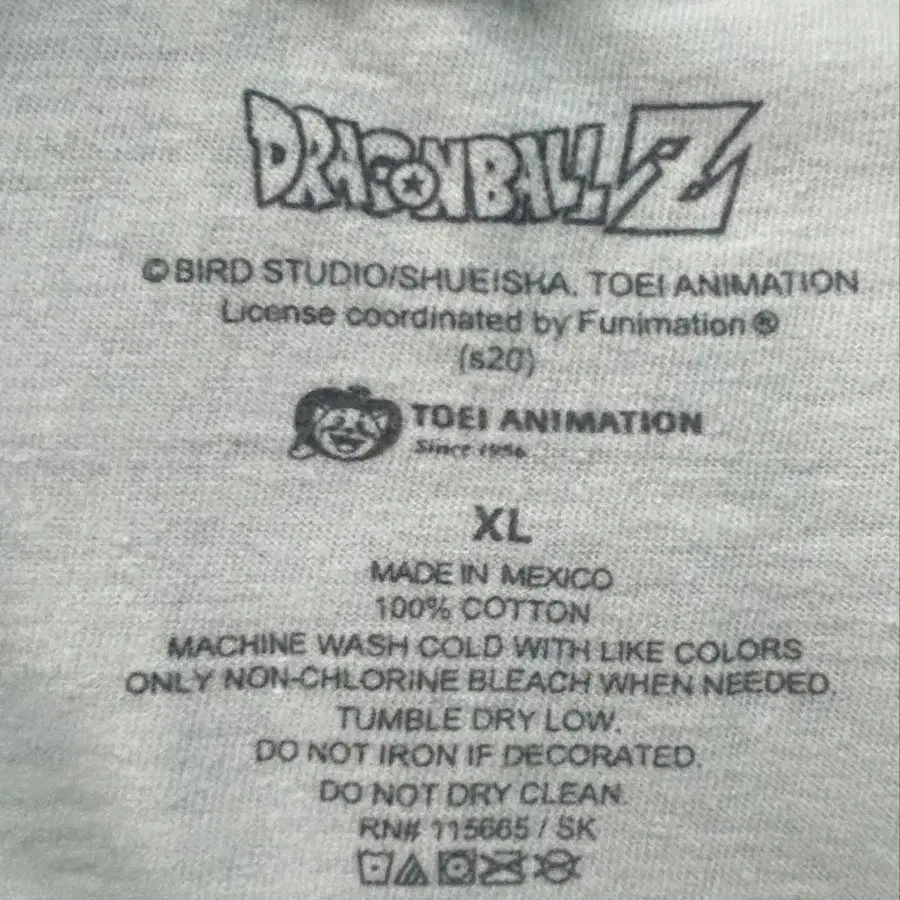 DRAGONBALL Z
©BIRD STUDIO/SHUEISHA, TOEI ANIMATION
License coordinated by Funimation®
(s20)
TOEI ANIMATION
Since 1956
XL
MADE IN MEXICO
100% COTTON
MACHINE WASH COLD WITH LIKE COLORS
ONLY NON-CHLORINE BLEACH WHEN NEEDED.
TUMBLE DRY LOW.
DO NOT IRON IF DECORATED.
DO NOT DRY CLEAN.
RN# 115665 / SK